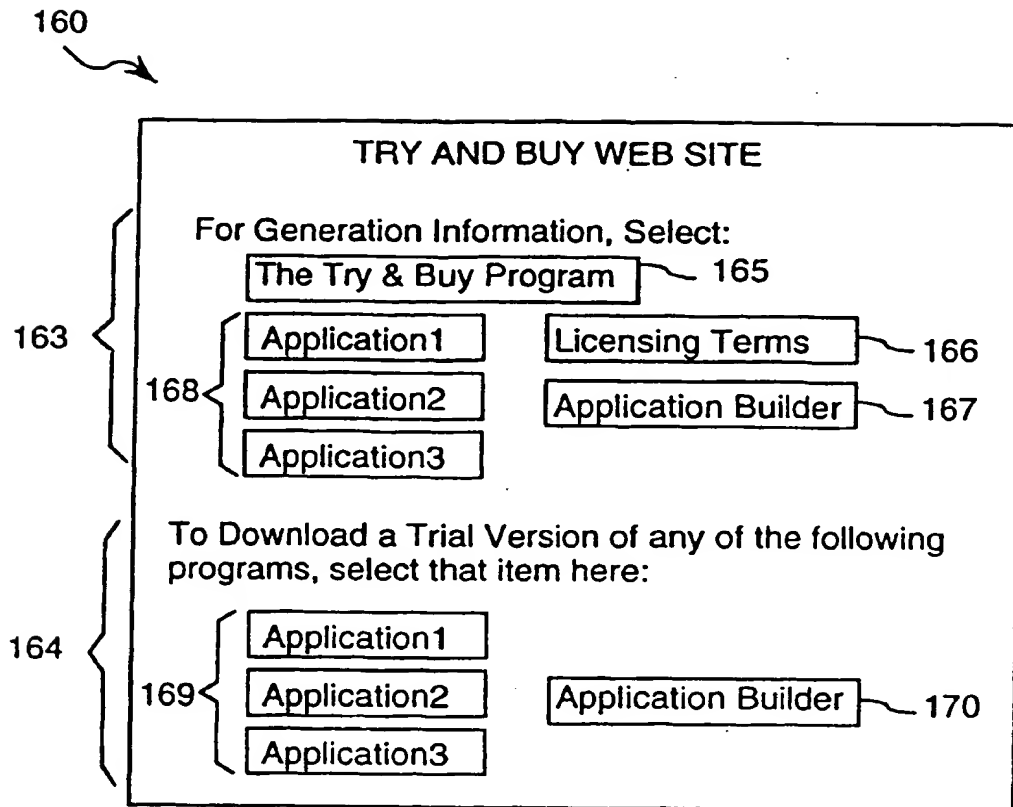 160
TRY AND BUY WEB SITE
For Generation Information, Select:
The Try & Buy Program 165
163
168
Application1 Licensing Terms 166
Application2 Application Builder 167
Application3
To Download a Trial Version of any of the following
programs, select that item here:
164
169
Application1
Application2 Application Builder 170
Application3